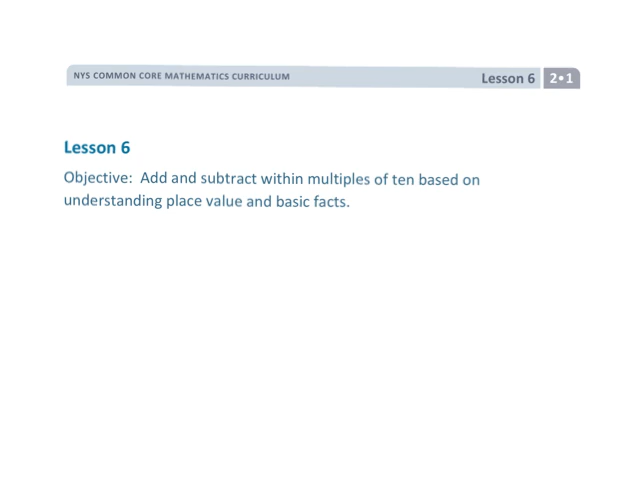 NYS COMMON CORE MATHEMATICS CURRICULUM Lesson 6 2•1
Lesson 6
Objective: Add and subtract within multiples of ten based on
understanding place value and basic facts.